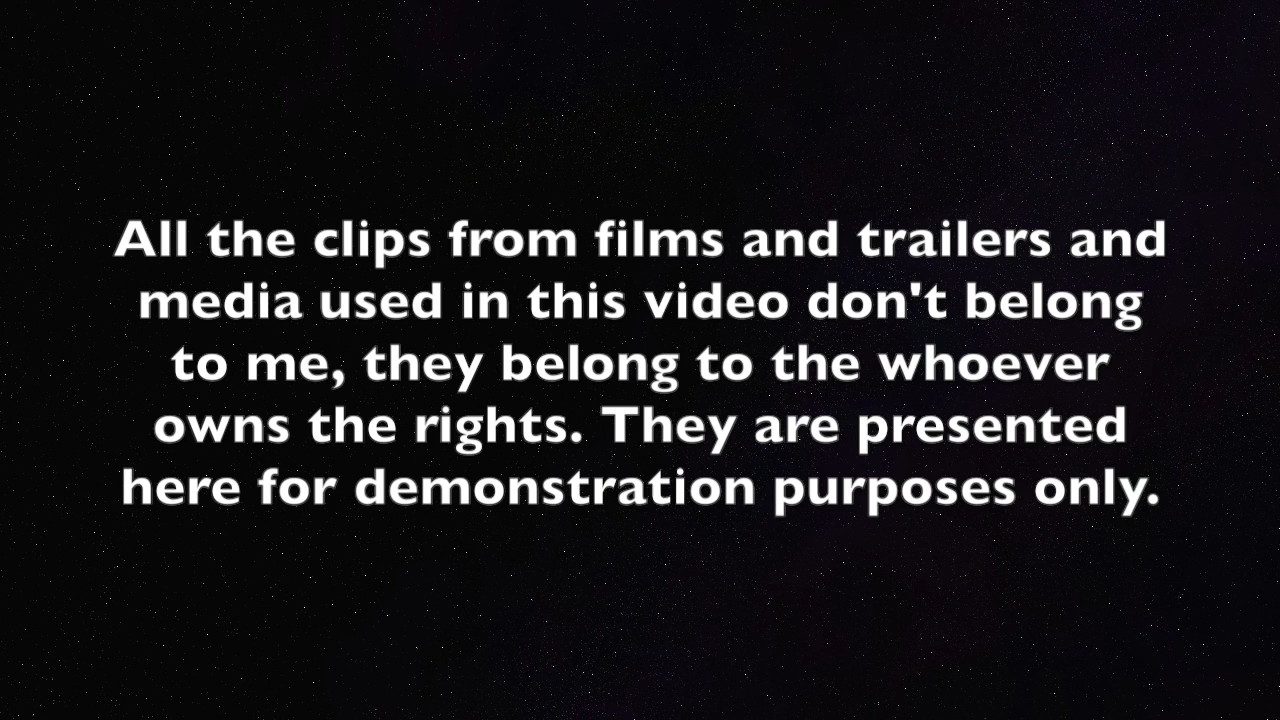 All the clips from films and trailers and
media used in this video don't belong
to me, they belong to the whoever
owns the rights. They are presented
here for demonstration purposes only.